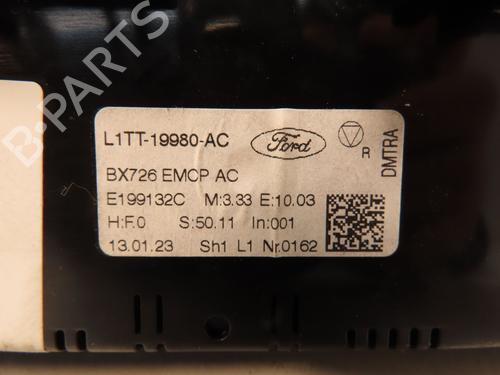 B-PARTS
L1TT-19980-AC Ford R
BX726 EMCP AC
E199132C M:3.33 E:10.03
H:F.0 S:50.11 In:001
13.01.23 Sh1 L1 Nr.0162
DMTRA